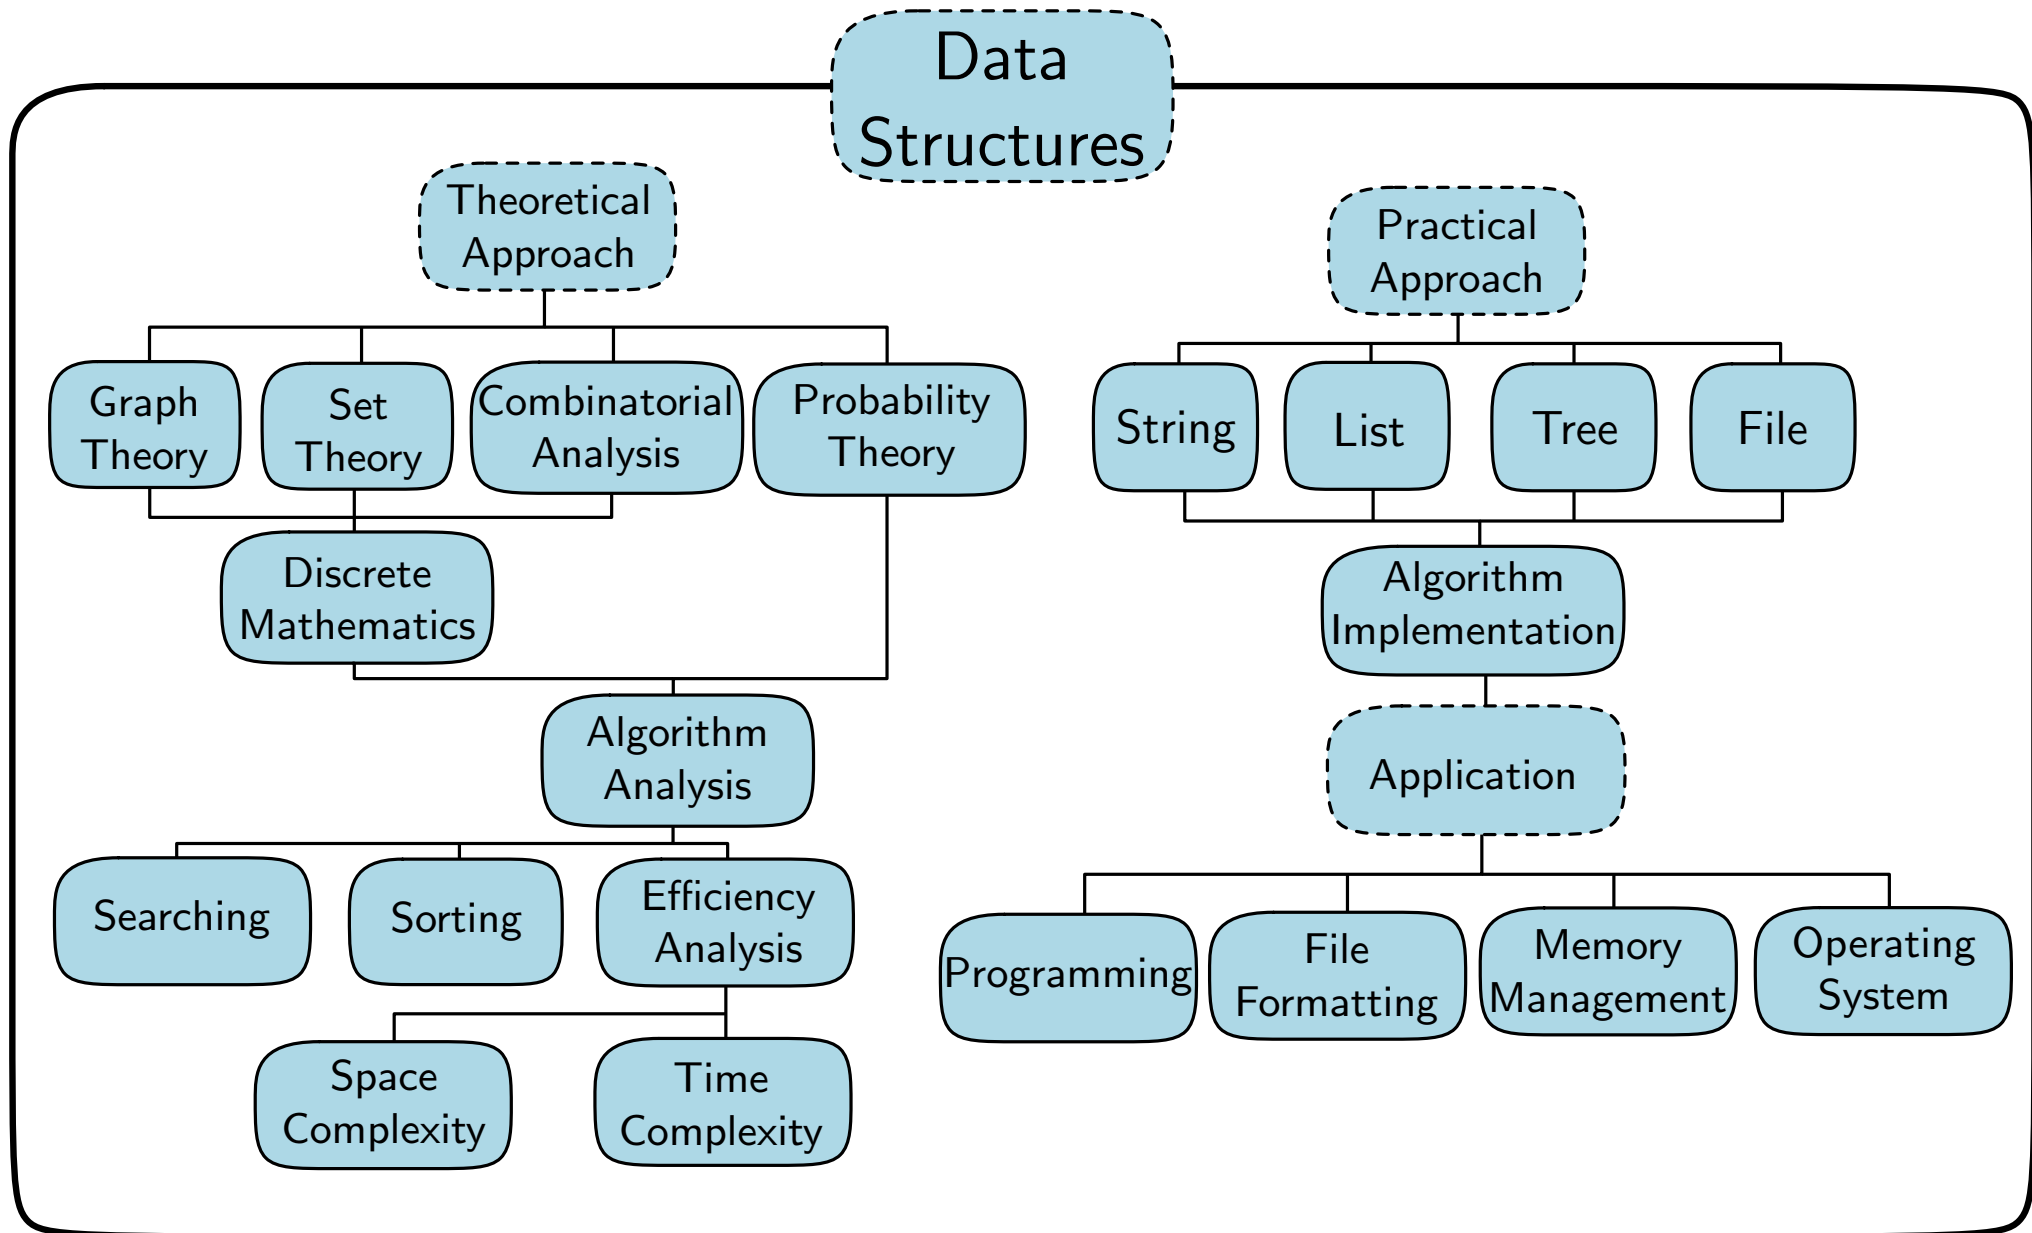 Data
Structures
Theoretical
Approach
Practical
Approach
Graph
Theory
Set
Theory
Combinatorial
Analysis
Probability
Theory
String
List
Tree
File
Discrete
Mathematics
Algorithm
Implementation
Algorithm
Analysis
Application
Searching
Sorting
Efficiency
Analysis
Programming
File
Formatting
Memory
Management
Operating
System
Space
Complexity
Time
Complexity